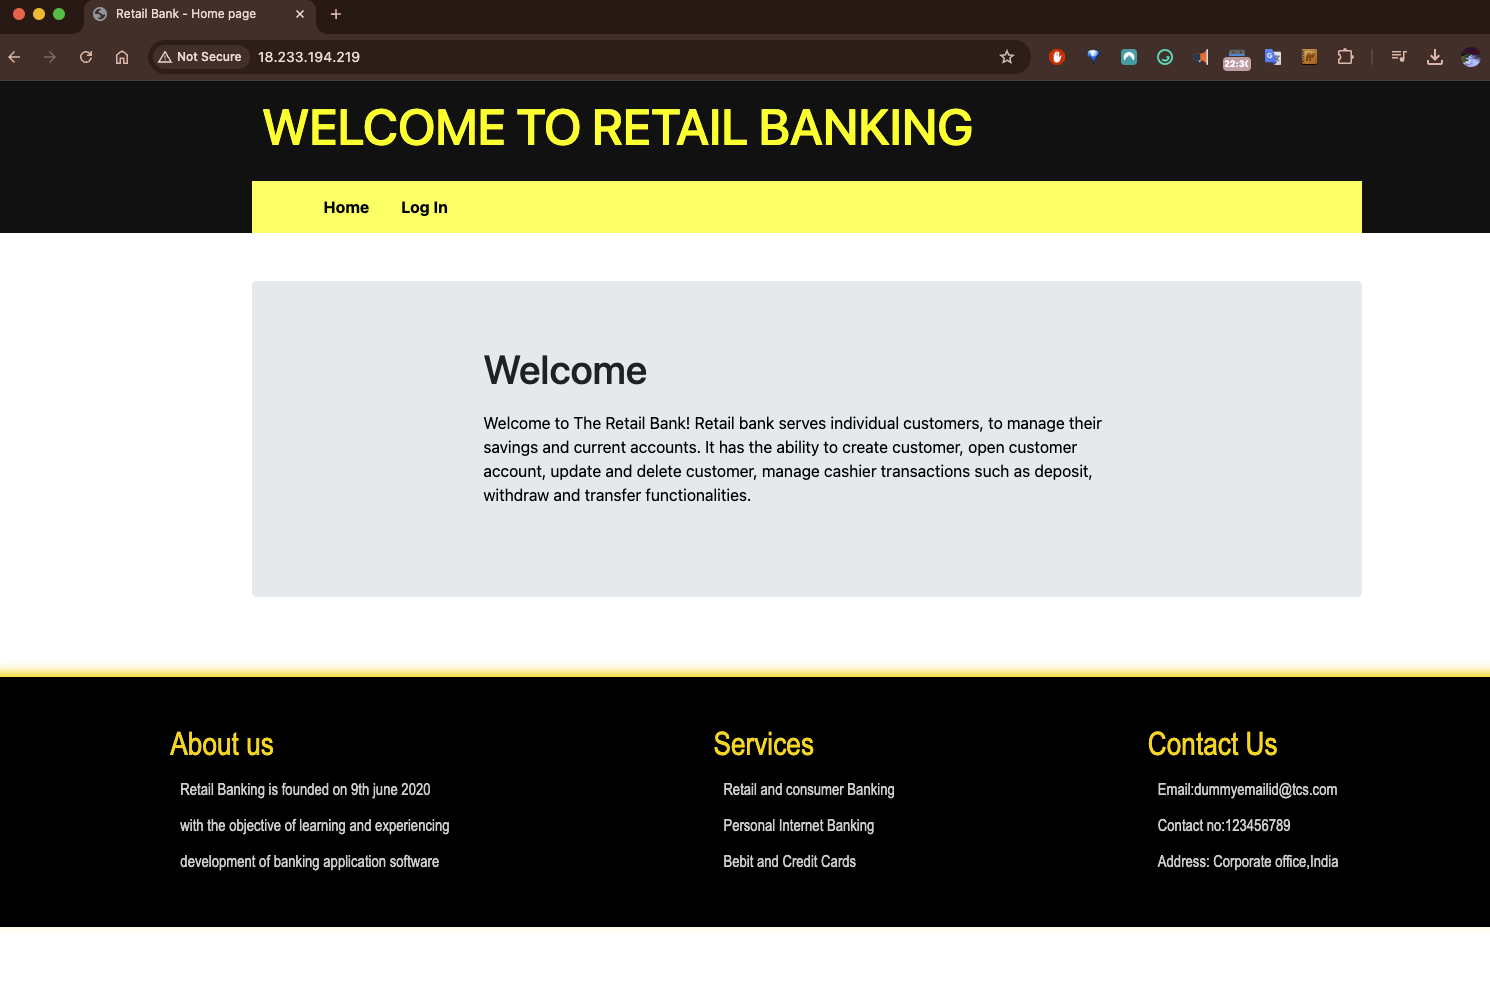 Retail Bank - Home page
Not Secure 18.233.194.219
WELCOME TO RETAIL BANKING
Home Log In
Welcome
Welcome to The Retail Bank! Retail bank serves individual customers, to manage their
savings and current accounts. It has the ability to create customer, open customer
account, update and delete customer, manage cashier transactions such as deposit,
withdraw and transfer functionalities.
About us
Retail Banking is founded on 9th june 2020
with the objective of learning and experiencing
development of banking application software
Services
Retail and consumer Banking
Personal Internet Banking
Bebit and Credit Cards
Contact Us
Email:dummyemailid@tcs.com
Contact no:123456789
Address: Corporate office,India